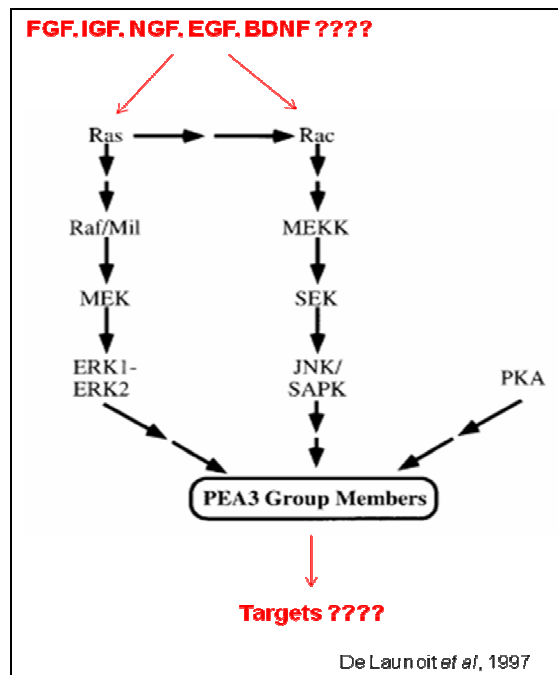 FGF, IGF, NGF, EGF, BDNF ????
Ras Rac
Raf/Mil MEKK
MEK SEK
ERK1- JNK/
ERK2 SAPK PKA
PEA3 Group Members
Targets ????
De Launoit et al, 1997